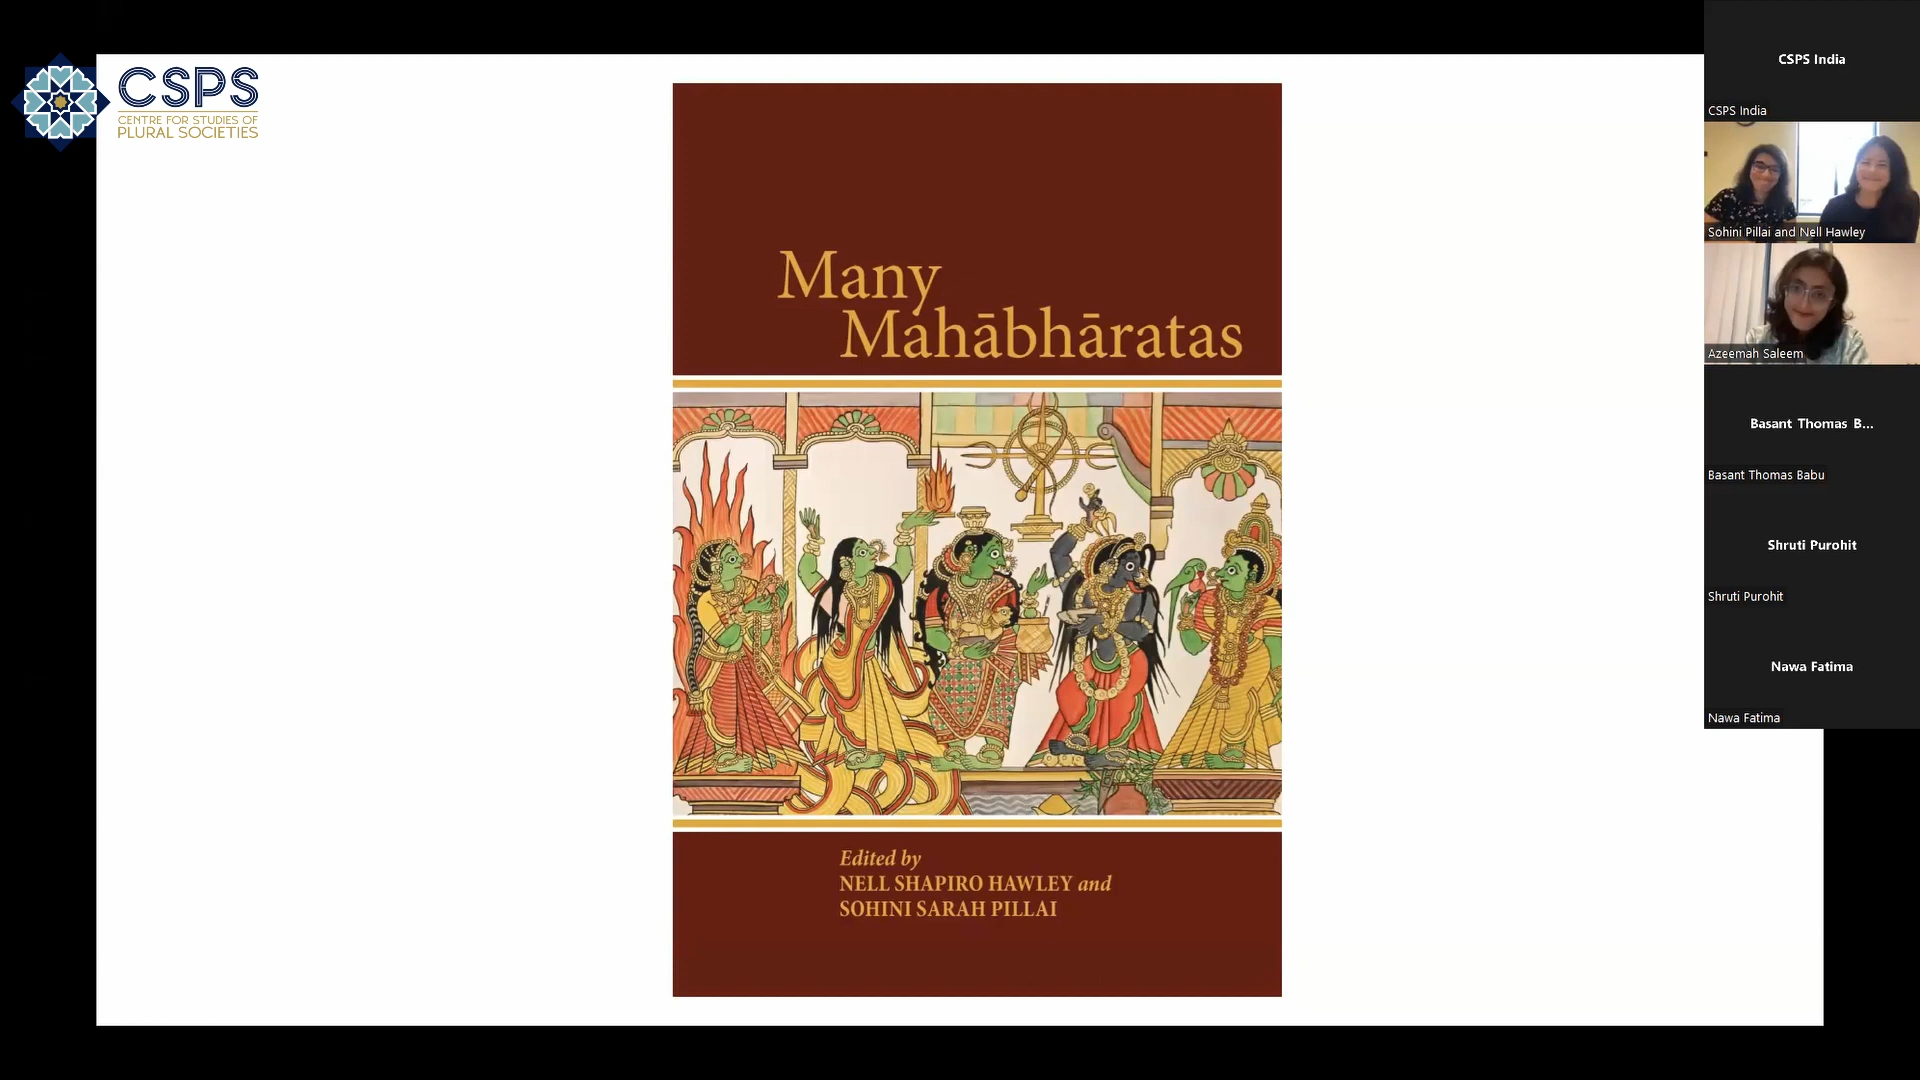 CSPS
CENTRE FOR STUDIES OF
PLURAL SOCIETIES
Many
Mahābhāratas
Edited by
NELL SHAPIRO HAWLEY and
SOHINI SARAH PILLAI
CSPS India
CSPS India
Sohini Pillai and Nell Hawley
Azeemah Saleem
Basant Thomas B...
Basant Thomas Babu
Shruti Purohit
Shruti Purohit
Nawa Fatima
Nawa Fatima